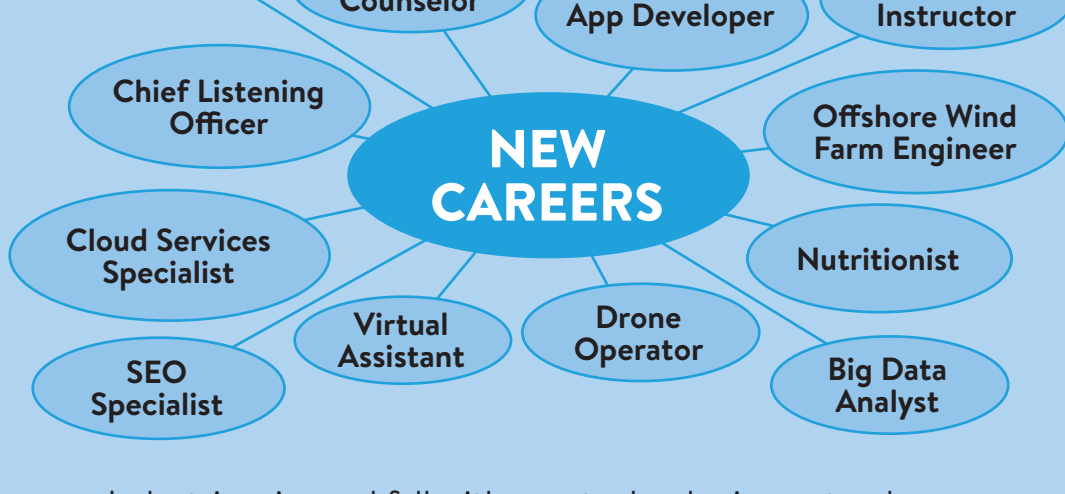 Counselor
App Developer
Instructor
Chief Listening
Officer
Offshore Wind
Farm Engineer
NEW
CAREERS
Cloud Services
Specialist
Nutritionist
Virtual
Assistant
Drone
Operator
SEO
Specialist
Big Data
Analyst